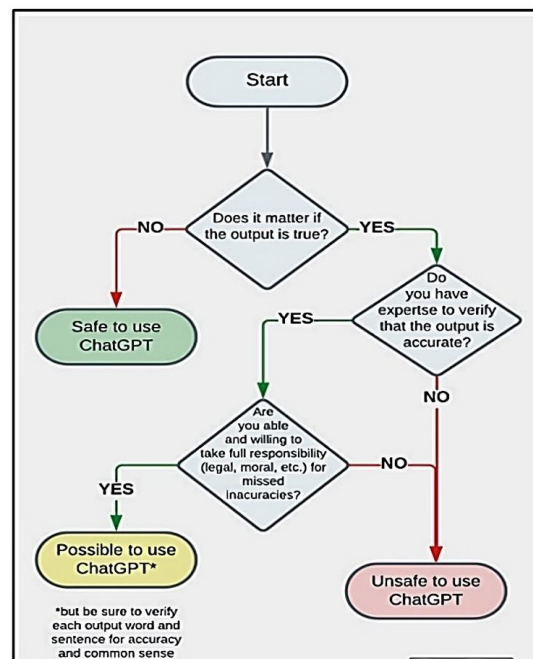 Start
Does it matter if
the output is true?
NO
YES
Safe to use
ChatGPT
Do
you have
expertse to verify
that the output is
accurate?
YES
NO
Are
you able
and willing to
take full responsibility
(legal, moral, etc.) for
missed
inacuracies?
YES
NO
Possible to use
ChatGPT*
Unsafe to use
ChatGPT
*but be sure to verify
each output word and
sentence for accuracy
and common sense